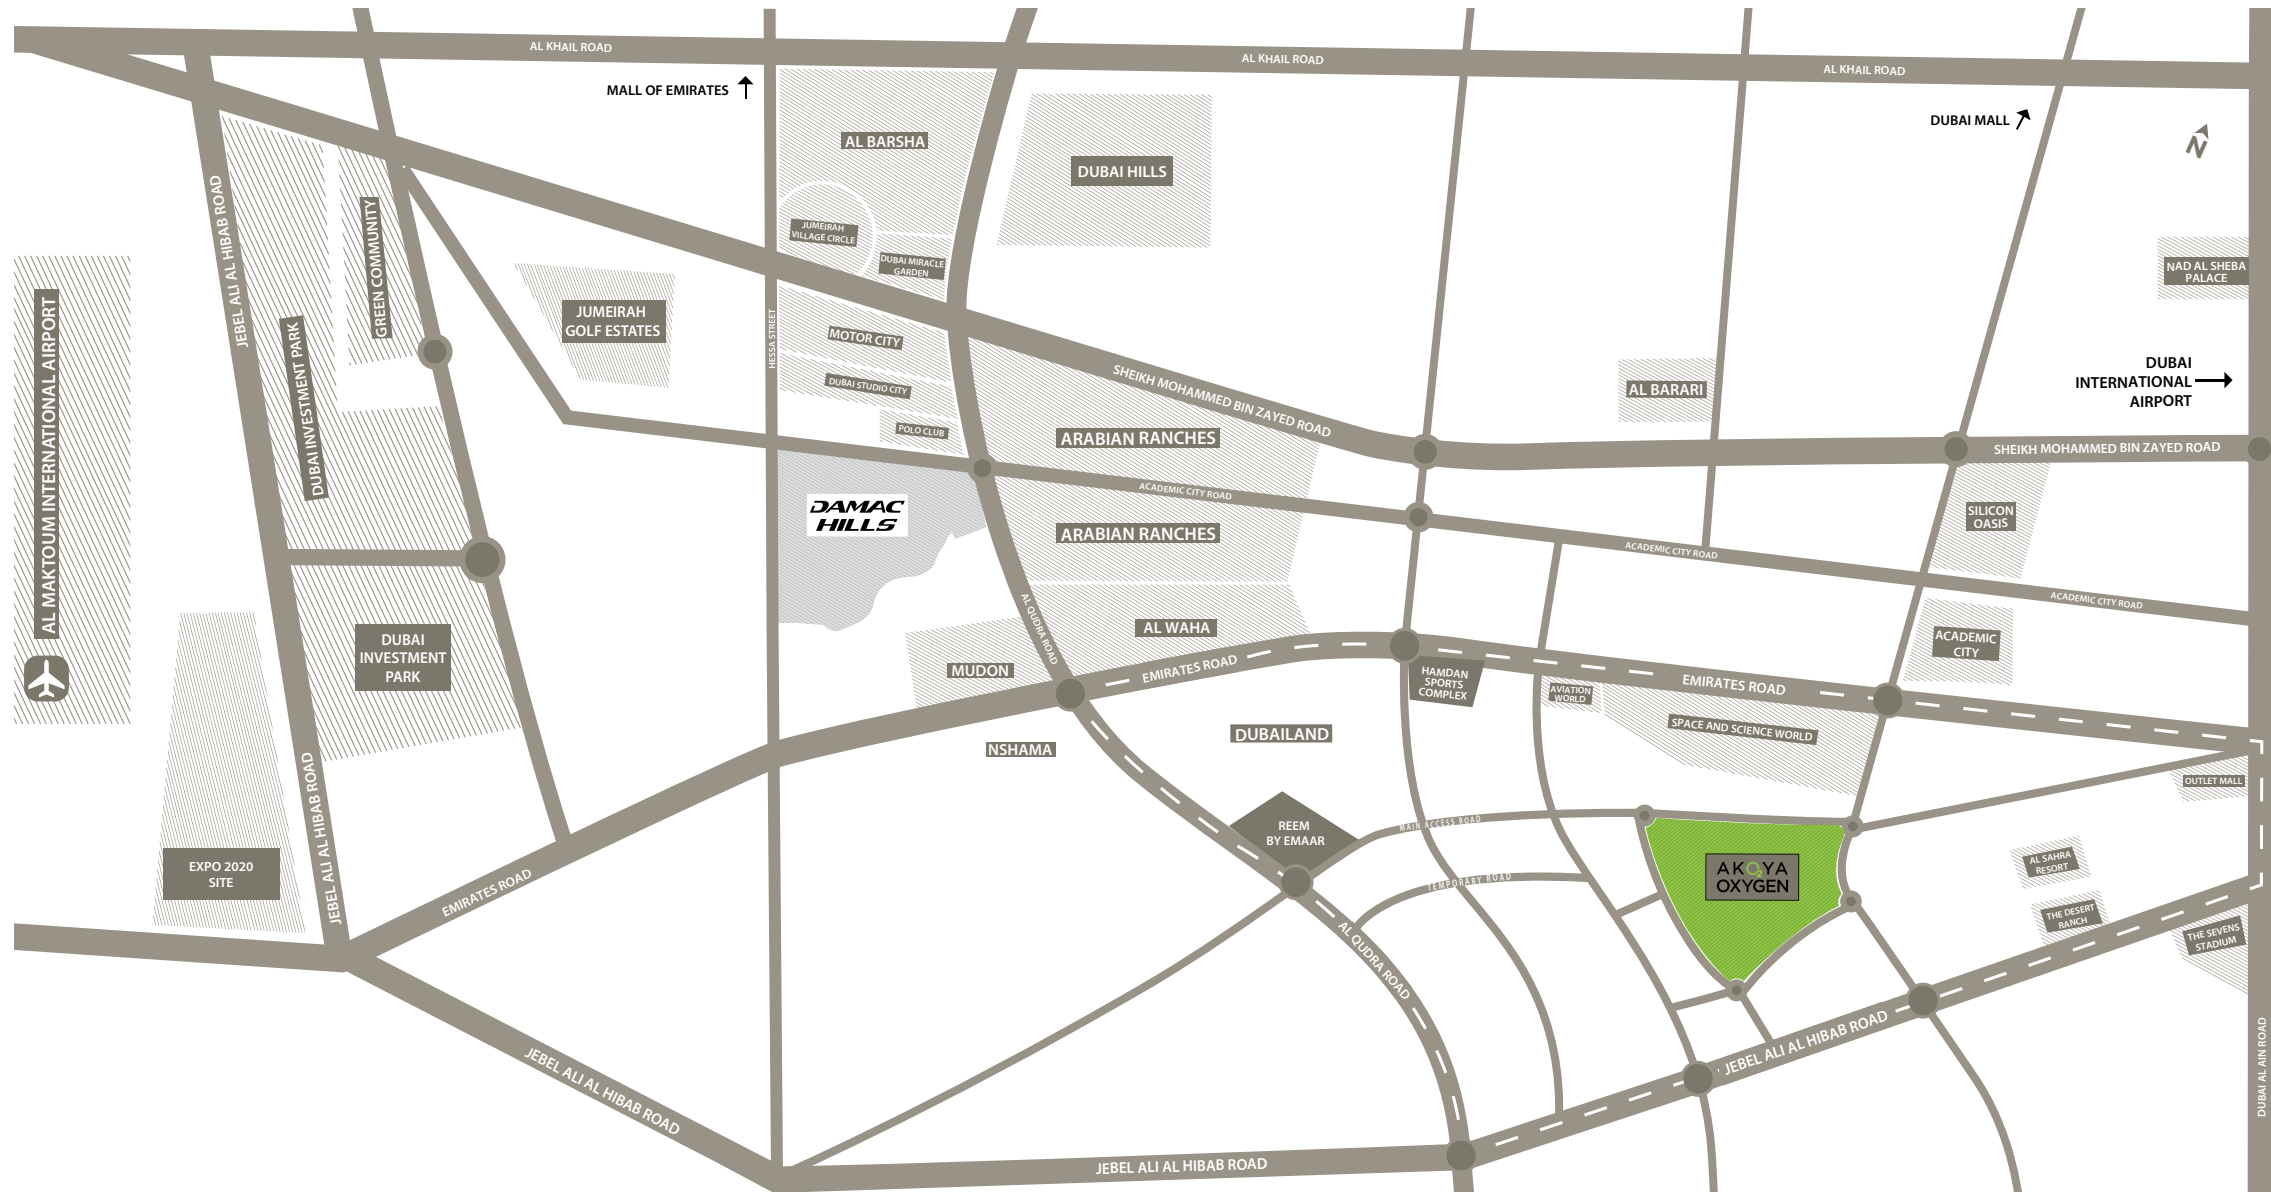 AL KHAIL ROAD
AL KHAIL ROAD
AL KHAIL ROAD
MALL OF EMIRATES
DUBAI MALL
N
AL BARSHA
DUBAI HILLS
JEBEL ALI AL HIBAB ROAD
GREEN COMMUNITY
JUMEIRAH
VILLAGE CIRCLE
DUBAI MIRACLE
GARDEN
NAD AL SHEBA
PALACE
AL MAKTOUM INTERNATIONAL AIRPORT
DUBAI INVESTMENT PARK
JUMEIRAH
GOLF ESTATES
HESSA STREET
MOTOR CITY
DUBAI STUDIO CITY
POLO CLUB
SHEIKH MOHAMMED BIN ZAYED ROAD
AL BARARI
DUBAI
INTERNATIONAL
AIRPORT
ARABIAN RANCHES
SHEIKH MOHAMMED BIN ZAYED ROAD
ACADEMIC CITY ROAD
DAMAC
HILLS
ARABIAN RANCHES
SILICON
OASIS
ACADEMIC CITY ROAD
ACADEMIC CITY ROAD
AL QUDRA ROAD
AL WAHA
ACADEMIC
CITY
DUBAI
INVESTMENT
PARK
MUDON
EMIRATES ROAD
HAMDAN
SPORTS
COMPLEX
EMIRATES ROAD
AVIATION
WORLD
SPACE AND SCIENCE WORLD
NSHAMA
DUBAILAND
OUTLET MALL
JEBEL ALI AL HIBAB ROAD
REEM
BY EMAAR
MAIN ACCESS ROAD
TEMPORARY ROAD
AKO2YA
OXYGEN
AL SAHRA
RESORT
EXPO 2020
SITE
EMIRATES ROAD
THE DESERT
RANCH
THE SEVENS
STADIUM
AL QUDRA ROAD
JEBEL ALI AL HIBAB ROAD
JEBEL ALI AL HIBAB ROAD
DUBAI AL AIN ROAD
JEBEL ALI AL HIBAB ROAD